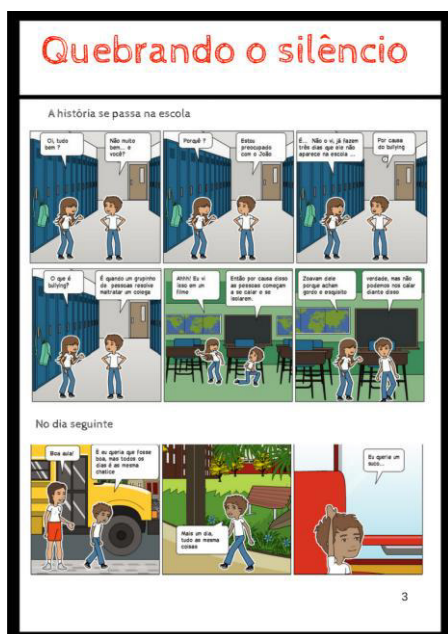 Quebrando o silêncio
A história se passa na escola
Oi, tudo
bem ?
Não muito
bem... e
você?
Porquê ?
Estou
preocupado
com o João
É... Não o vi, já fazem
três dias que ele não
aparece na escola ...
Por causa
do bullying
O que é
bullying?
É quando um grupinho
de pessoas resolve
maltratar um colega
Ahhh! Eu vi
isso em um
filme
Então por causa disso
as pessoas começam
a se calar e se
isolarem.
Zoavam dele
porque acham
gordo e esquisito
verdade, mas não
podemos nos calar
diante disso
No dia seguinte
Boa aula!
E eu queria que fosse
boa, mas todos os
dias é as mesma
chatice
Mais um dia,
tudo as mesma
coisas
Eu queria um
suco...
3